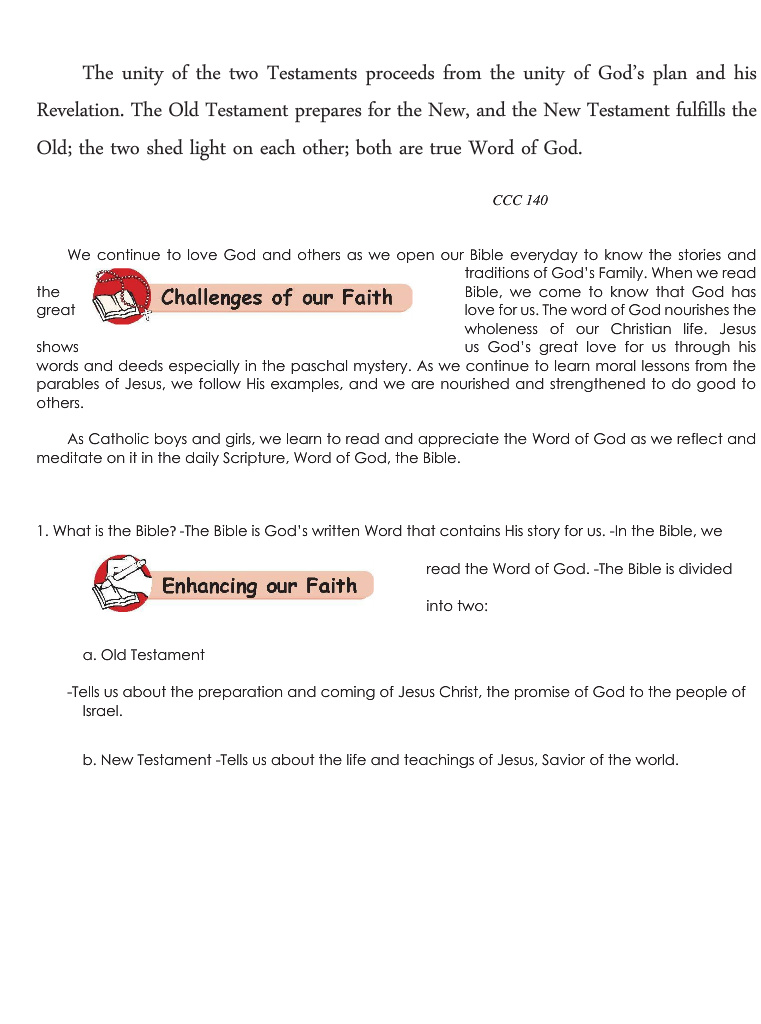 The unity of the two Testaments proceeds from the unity of God's plan and his
Revelation. The Old Testament prepares for the New, and the New Testament fulfills the
Old; the two shed light on each other; both are true Word of God.
CCC 140
We continue to love God and others as we open our Bible everyday to know the stories and
traditions of God's Family. When we read
the Bible, we come to know that God has
great love for us. The word of God nourishes the
Challenges of our Faith
wholeness of our Christian life. Jesus
shows us God's great love for us through his
words and deeds especially in the paschal mystery. As we continue to learn moral lessons from the
parables of Jesus, we follow His examples, and we are nourished and strengthened to do good to
others.
As Catholic boys and girls, we learn to read and appreciate the Word of God as we reflect and
meditate on it in the daily Scripture, Word of God, the Bible.
1. What is the Bible? -The Bible is God's written Word that contains His story for us. -In the Bible, we
read the Word of God. -The Bible is divided
Enhancing our Faith
into two:
a. Old Testament
-Tells us about the preparation and coming of Jesus Christ, the promise of God to the people of
Israel.
b. New Testament -Tells us about the life and teachings of Jesus, Savior of the world.